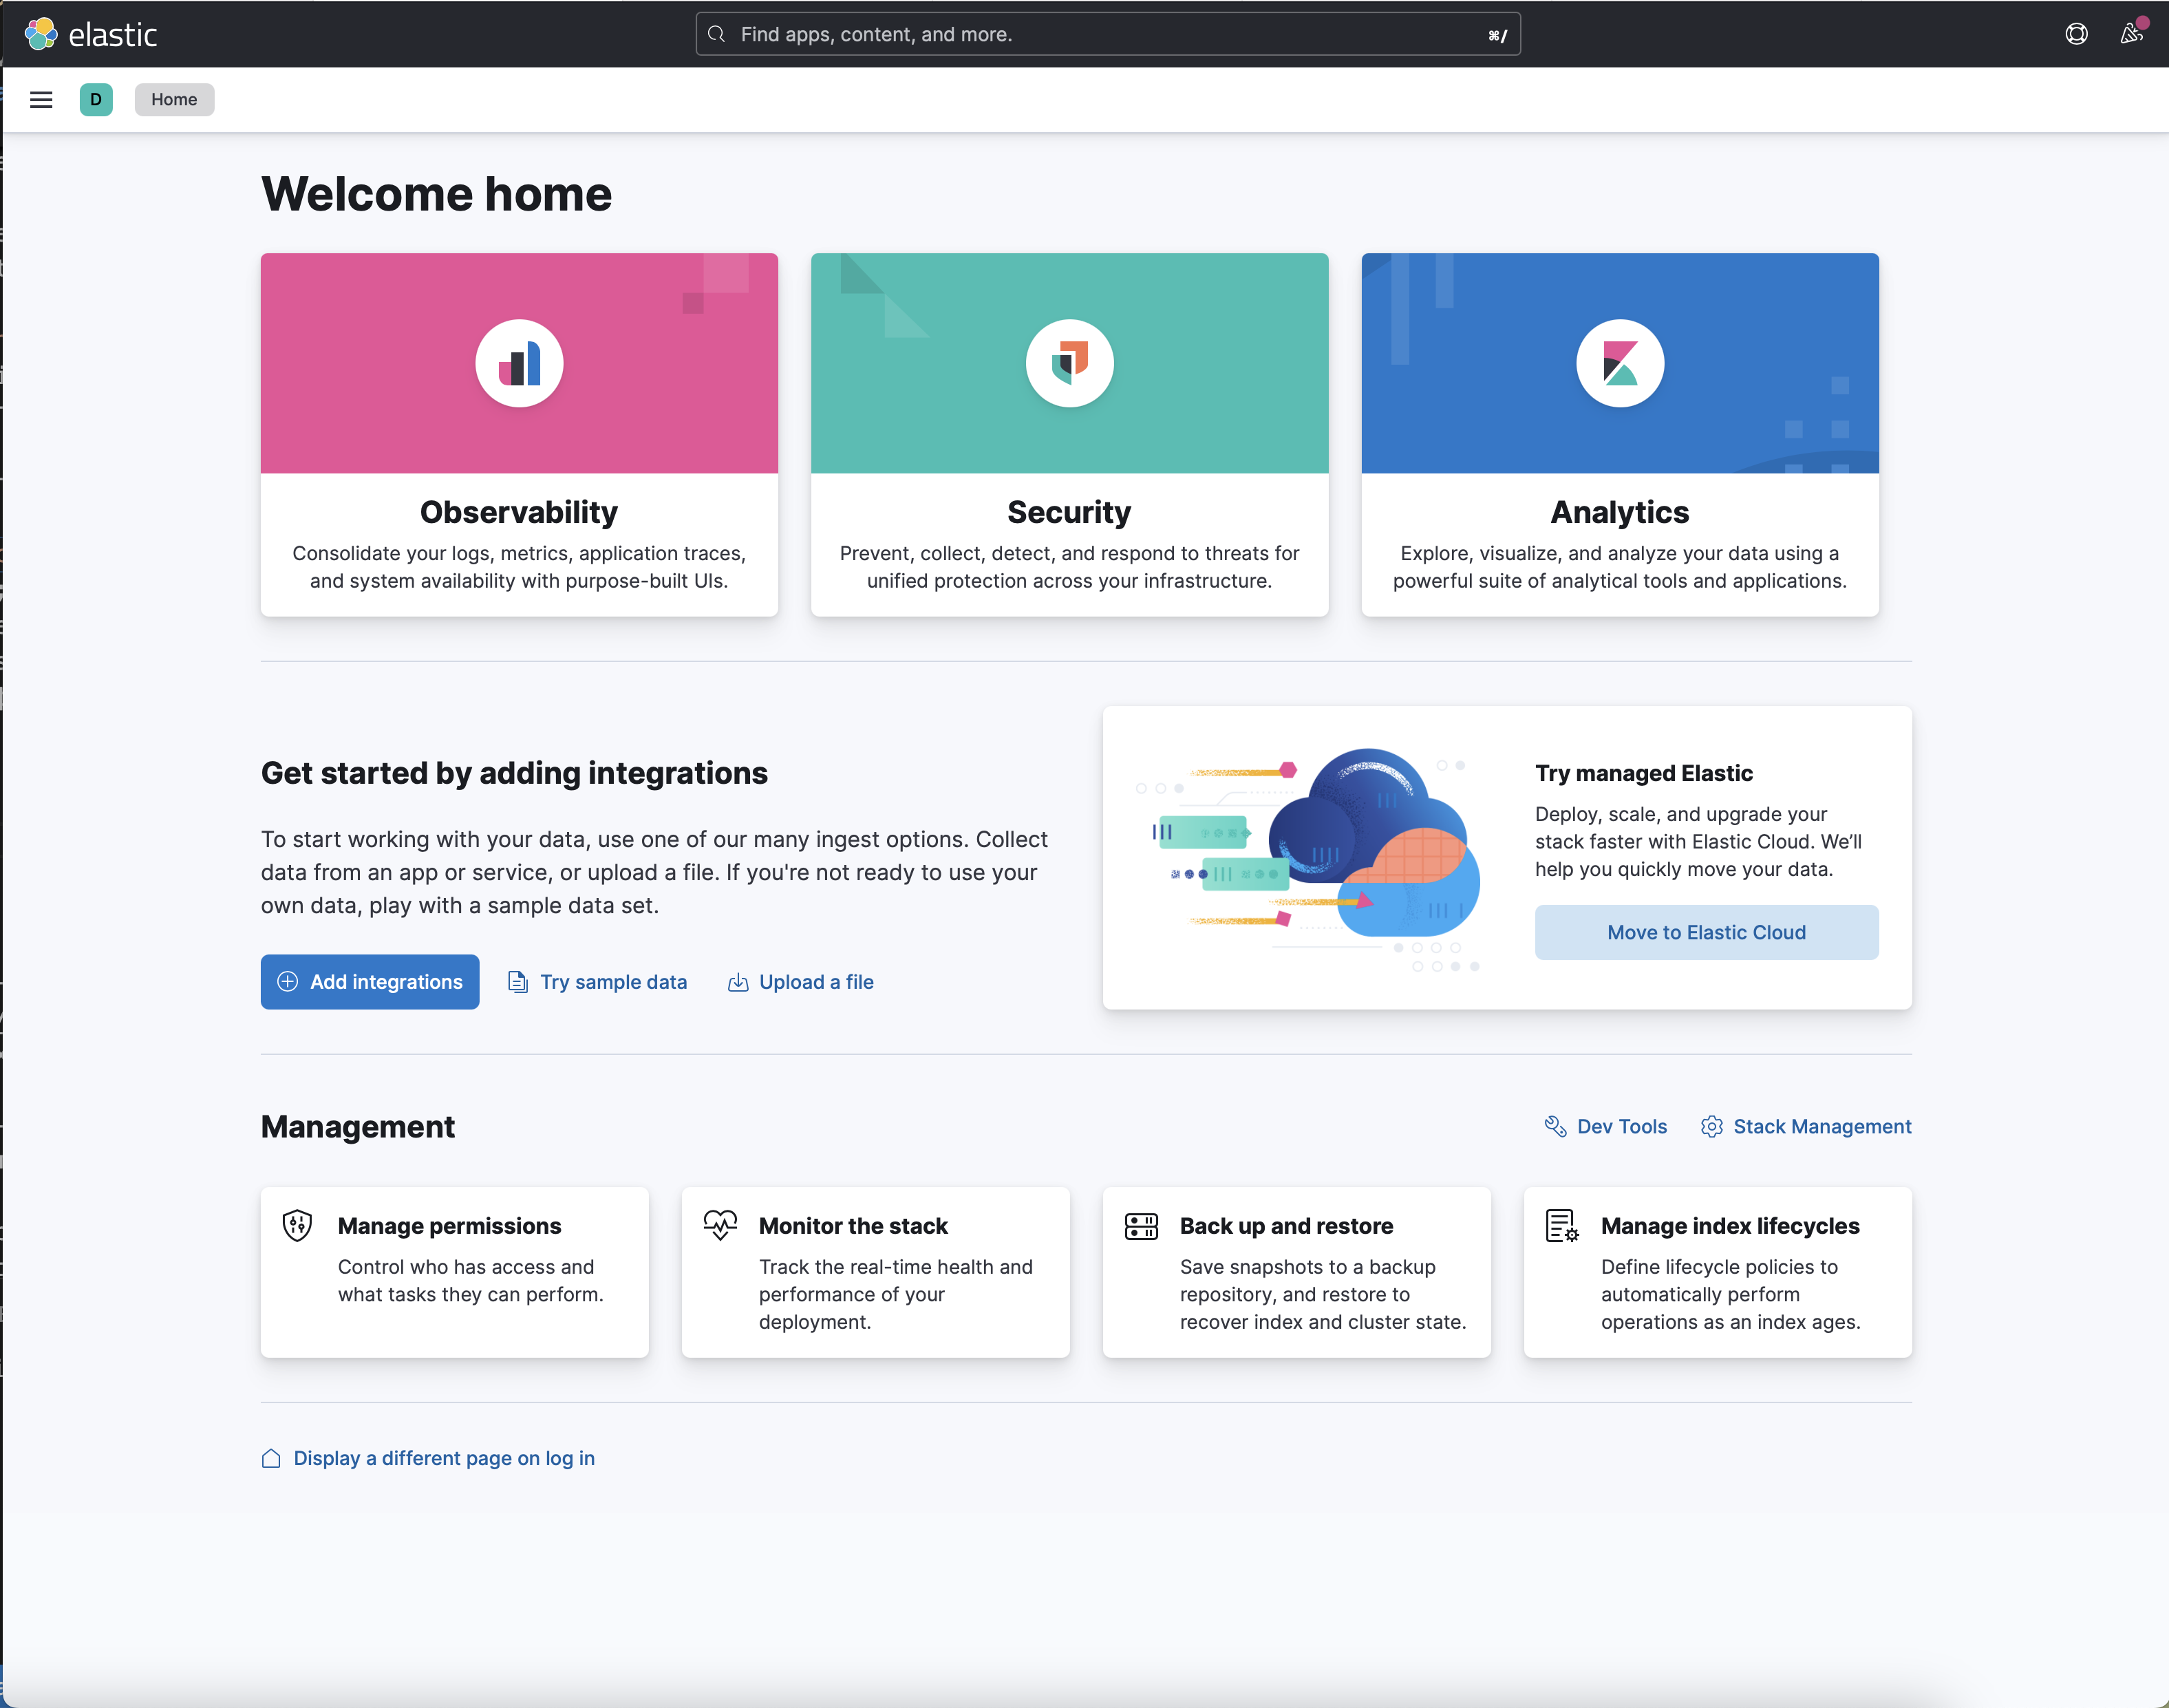 elastic
Find apps, content, and more.
⌘/
D
Home
Welcome home
Observability
Consolidate your logs, metrics, application traces,
and system availability with purpose-built UIs.
Security
Prevent, collect, detect, and respond to threats for
unified protection across your infrastructure.
Analytics
Explore, visualize, and analyze your data using a
powerful suite of analytical tools and applications.
Get started by adding integrations
To start working with your data, use one of our many ingest options. Collect
data from an app or service, or upload a file. If you're not ready to use your
own data, play with a sample data set.
Add integrations
Try sample data
Upload a file
Try managed Elastic
Deploy, scale, and upgrade your
stack faster with Elastic Cloud. We’ll
help you quickly move your data.
Move to Elastic Cloud
Management
Dev Tools
Stack Management
Manage permissions
Control who has access and
what tasks they can perform.
Monitor the stack
Track the real-time health and
performance of your
deployment.
Back up and restore
Save snapshots to a backup
repository, and restore to
recover index and cluster state.
Manage index lifecycles
Define lifecycle policies to
automatically perform
operations as an index ages.
Display a different page on log in